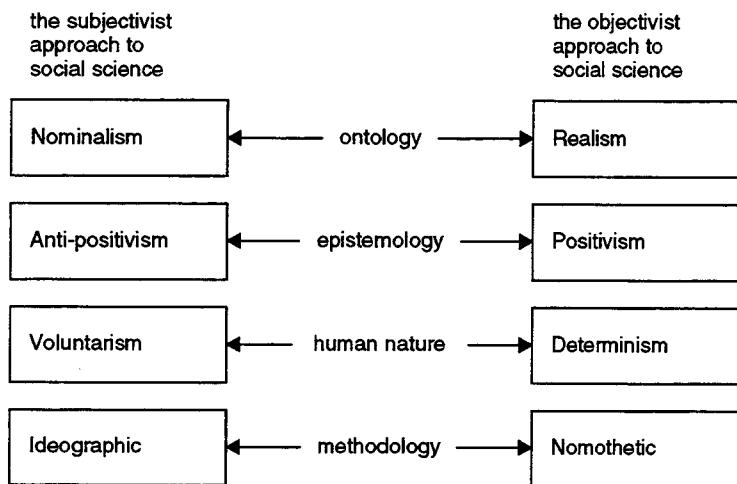 the subjectivist
approach to
social science
the objectivist
approach to
social science
Nominalism
ontology
Realism
Anti-positivism
epistemology
Positivism
Voluntarism
human nature
Determinism
Ideographic
methodology
Nomothetic